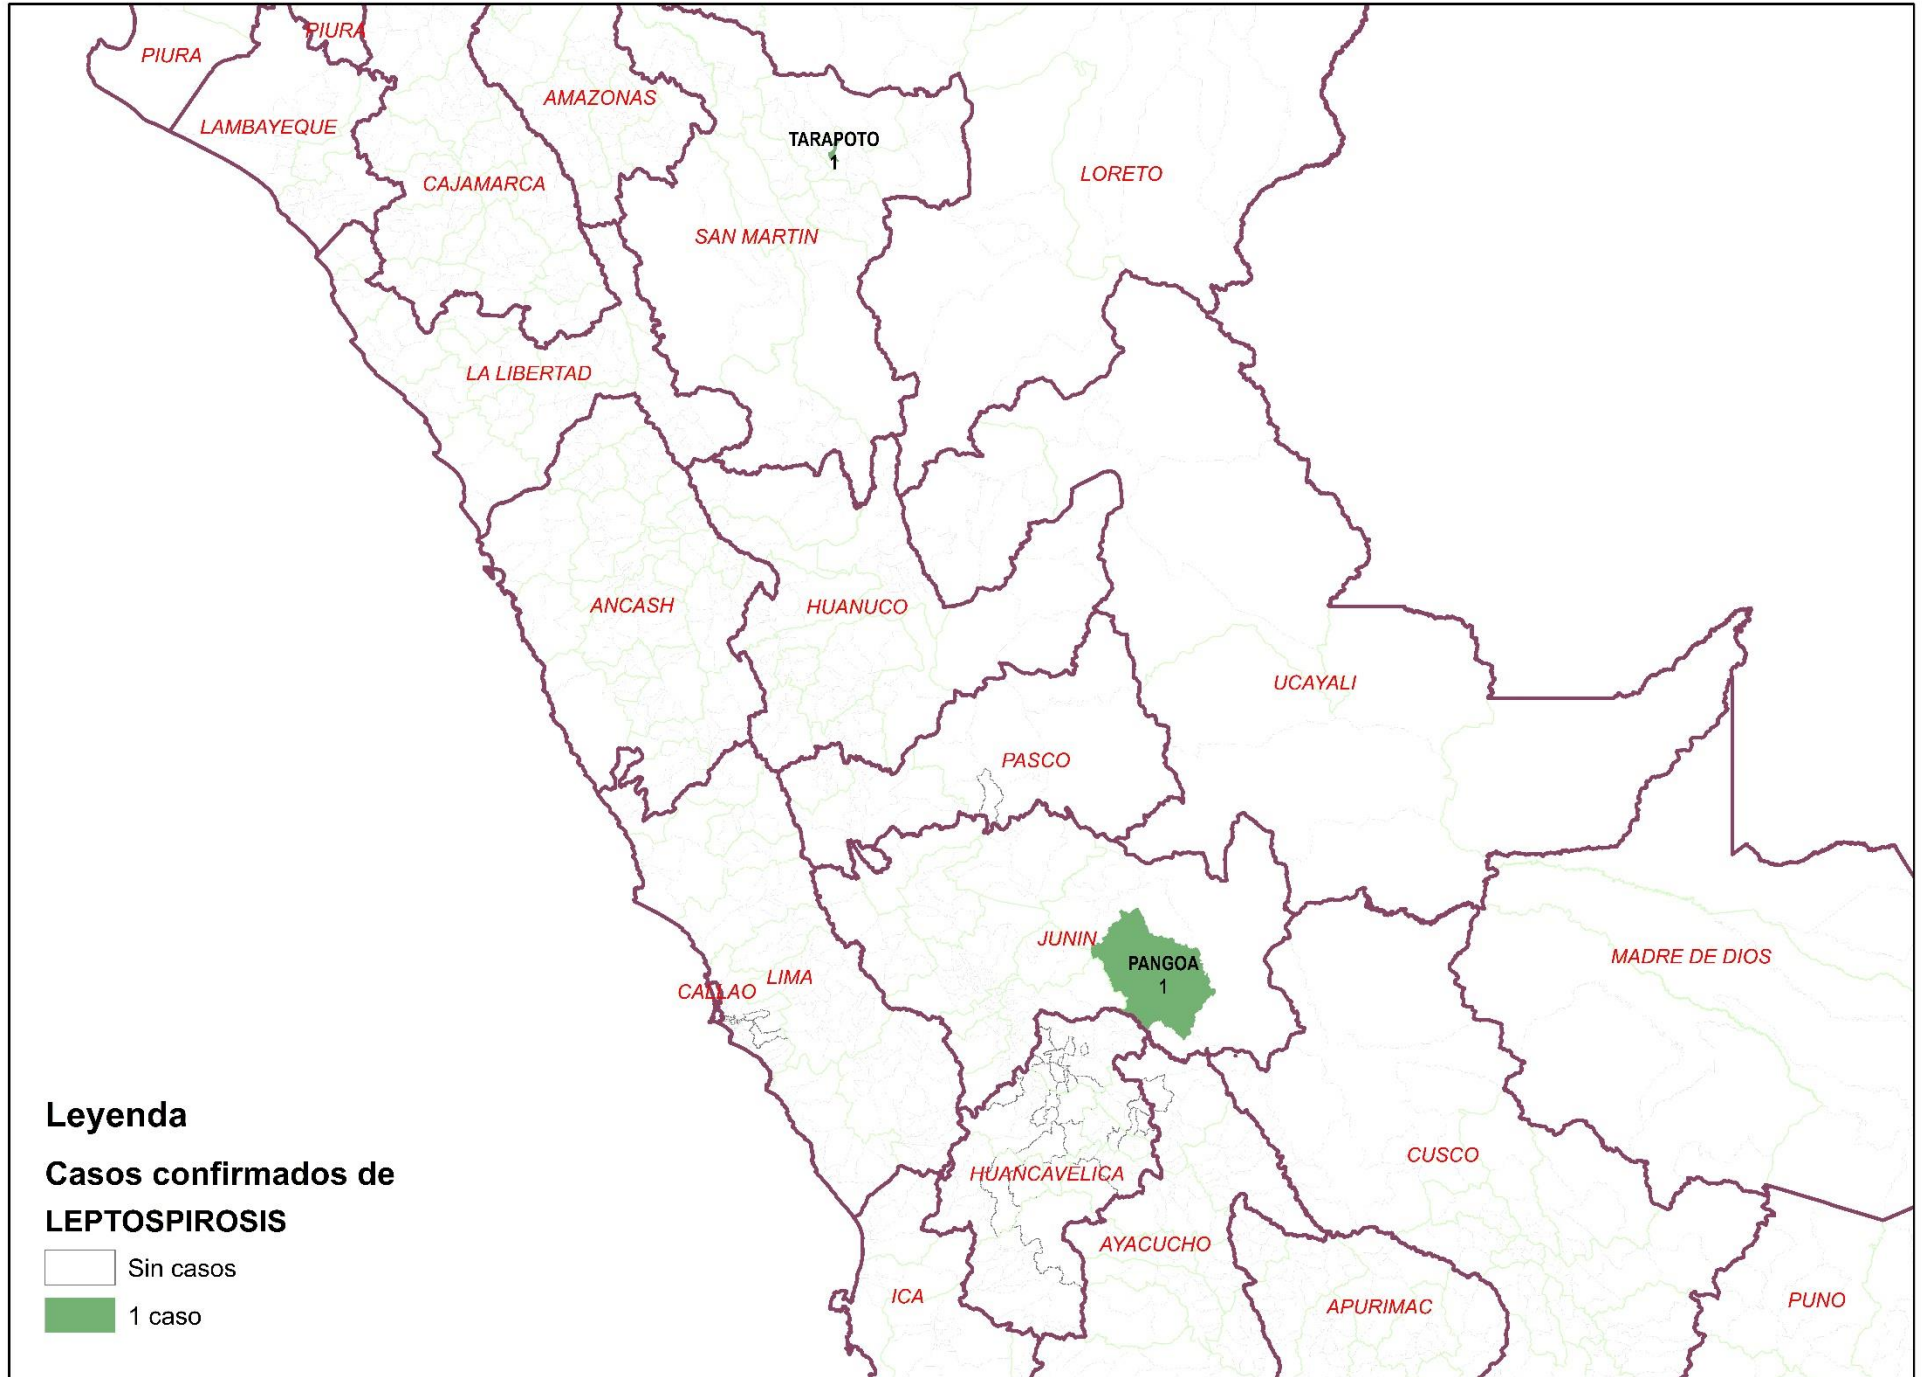 PIURA
PIURA
AMAZONAS
LAMBAYEQUE
TARAPOTO
1
CAJAMARCA
LORETO
SAN MARTIN
LA LIBERTAD
ANCASH
HUANUCO
UCAYALI
PASCO
JUNIN
PANGOA
1
MADRE DE DIOS
LIMA
CALLAO
HUANCAVELICA
CUSCO
AYACUCHO
ICA
APURIMAC
PUNO
Leyenda
Casos confirmados de
LEPTOSPIROSIS
Sin casos
1 caso